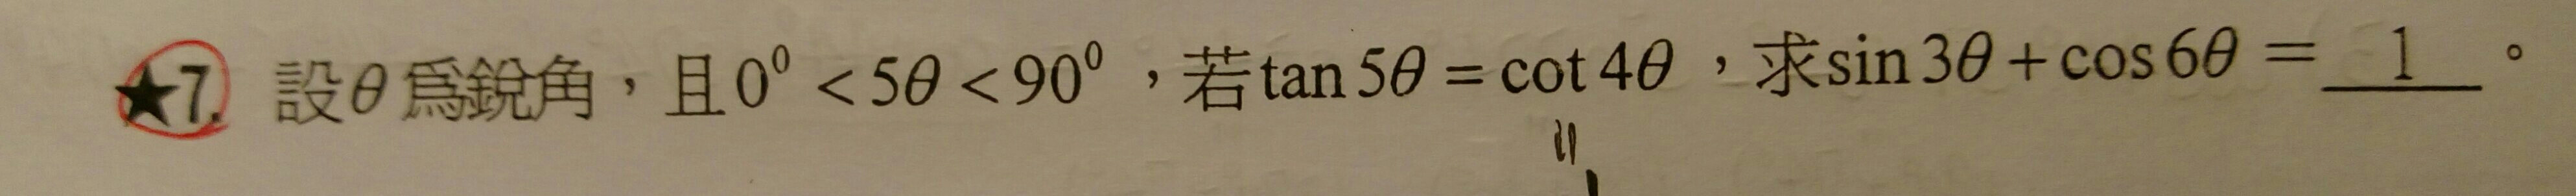 ★7. 設θ為銳角，且0⁰ < 5θ < 90⁰，若tan 5θ = cot 4θ，求sin 3θ + cos 6θ = 1 。